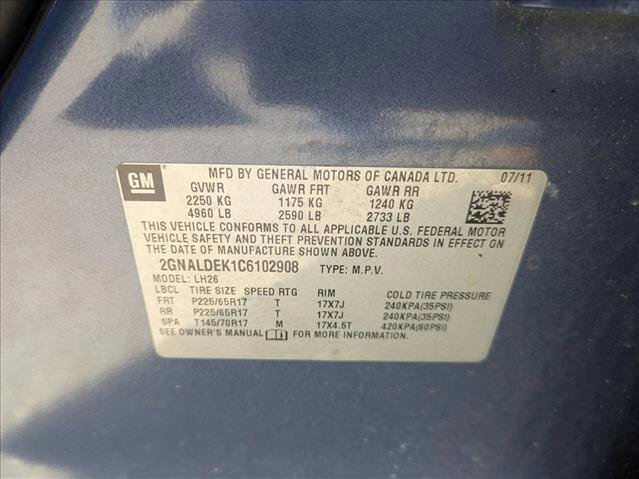 GM
MFD BY GENERAL MOTORS OF CANADA LTD. 07/11
GVWR GAWR FRT GAWR RR
2250 KG 1175 KG 1240 KG
4960 LB 2590 LB 2733 LB
THIS VEHICLE CONFORMS TO ALL APPLICABLE U.S. FEDERAL MOTOR
VEHICLE SAFETY AND THEFT PREVENTION STANDARDS IN EFFECT ON
THE DATE OF MANUFACTURE SHOWN ABOVE.
2GNALDEK1C6102908 TYPE: M.P.V.
MODEL: LH26
LBCL TIRE SIZE SPEED RTG RIM COLD TIRE PRESSURE
FRT P225/65R17 T 17X7J 240KPA(35PSI)
RR P225/65R17 T 17X7J 240KPA(35PSI)
SPA T145/70R17 M 17X4.5T 420KPA(60PSI)
SEE OWNER'S MANUAL FOR MORE INFORMATION.